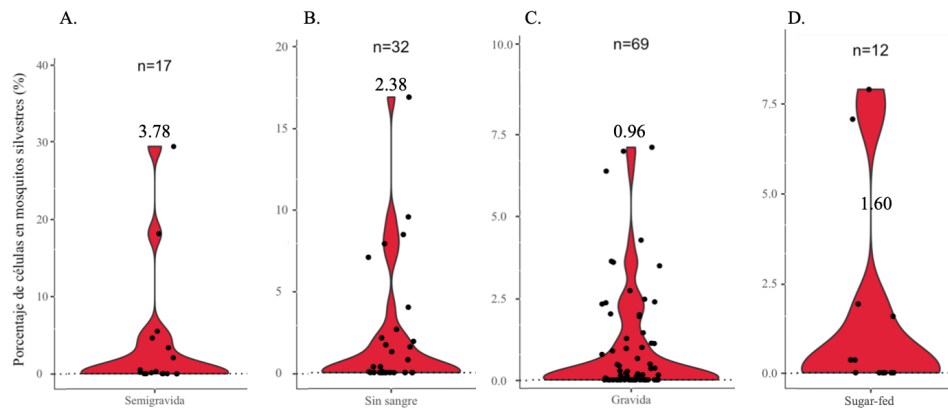 A.
B.
C.
D.
Porcentaje de células en mosquitos silvestres (%)
n=17
3.78
40
30
20
10
0
Semigravida
n=32
2.38
20
15
10
5
0
Sin sangre
n=69
0.96
10.0
7.5
5.0
2.5
0.0
Gravida
n=12
1.60
7.5
5.0
2.5
0.0
Sugar-fed